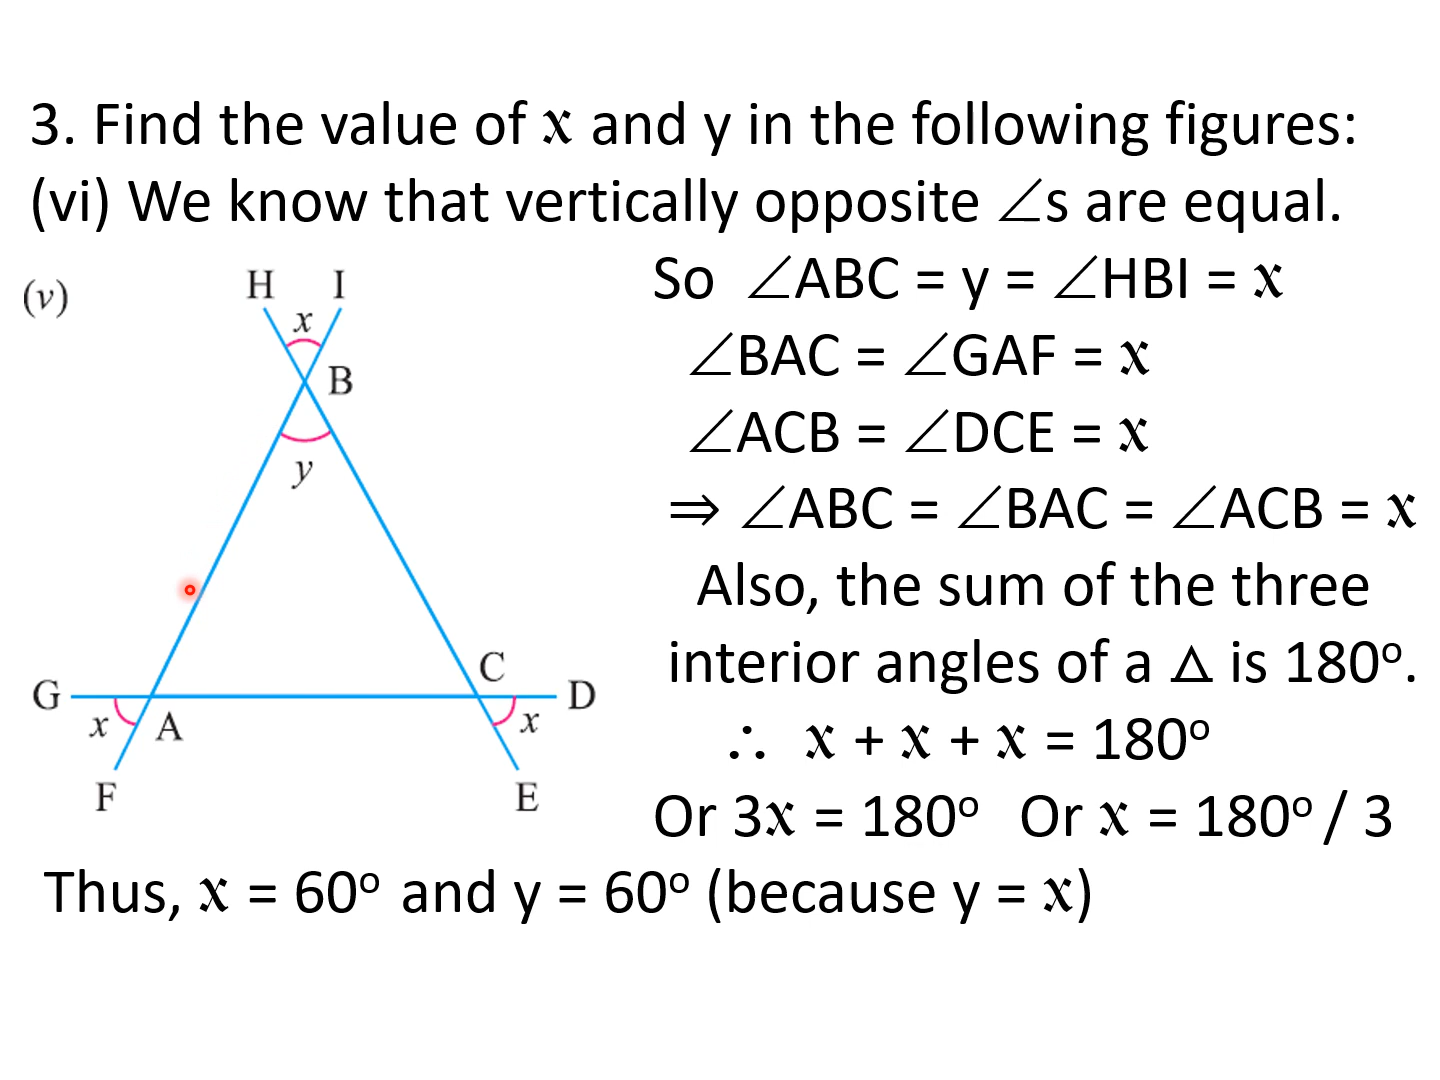 3. Find the value of x and y in the following figures:
(vi) We know that vertically opposite ∠s are equal.
(v)
H I
x
B
y
C
G
D
x
A
x
F
E
So ∠ABC = y = ∠HBI = x
∠BAC = ∠GAF = x
∠ACB = ∠DCE = x
⇒ ∠ABC = ∠BAC = ∠ACB = x
Also, the sum of the three
interior angles of a △ is 180°.
∴ x + x + x = 180°
Or 3x = 180° Or x = 180° / 3
Thus, x = 60° and y = 60° (because y = x)